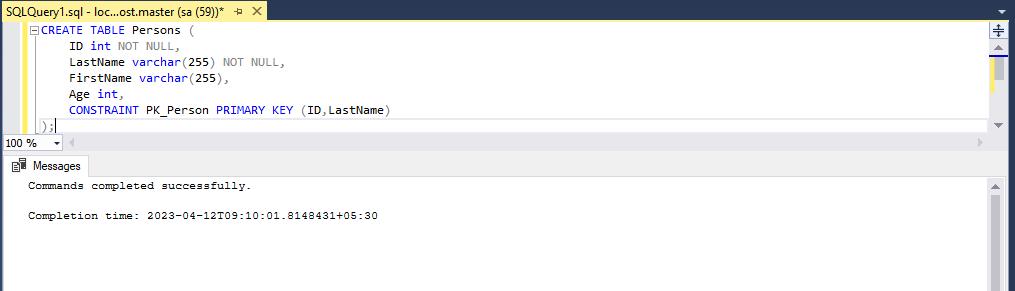 SQLQuery1.sql - loc...ost.master (sa (59))*
CREATE TABLE Persons (
ID int NOT NULL,
LastName varchar(255) NOT NULL,
FirstName varchar(255),
Age int,
CONSTRAINT PK_Person PRIMARY KEY (ID,LastName)
);
100 %
Messages
Commands completed successfully.
Completion time: 2023-04-12T09:10:01.8148431+05:30